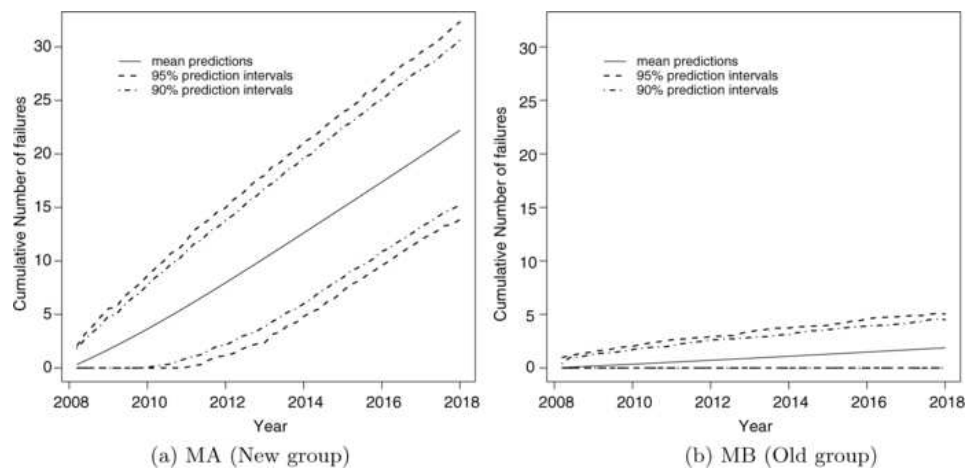 Cumulative Number of failures
30
25
20
15
10
5
0
mean predictions
95% prediction intervals
90% prediction intervals
2008 2010 2012 2014 2016 2018
Year
(a) MA (New group)
Cumulative Number of failures
30
25
20
15
10
5
0
mean predictions
95% prediction intervals
90% prediction intervals
2008 2010 2012 2014 2016 2018
Year
(b) MB (Old group)